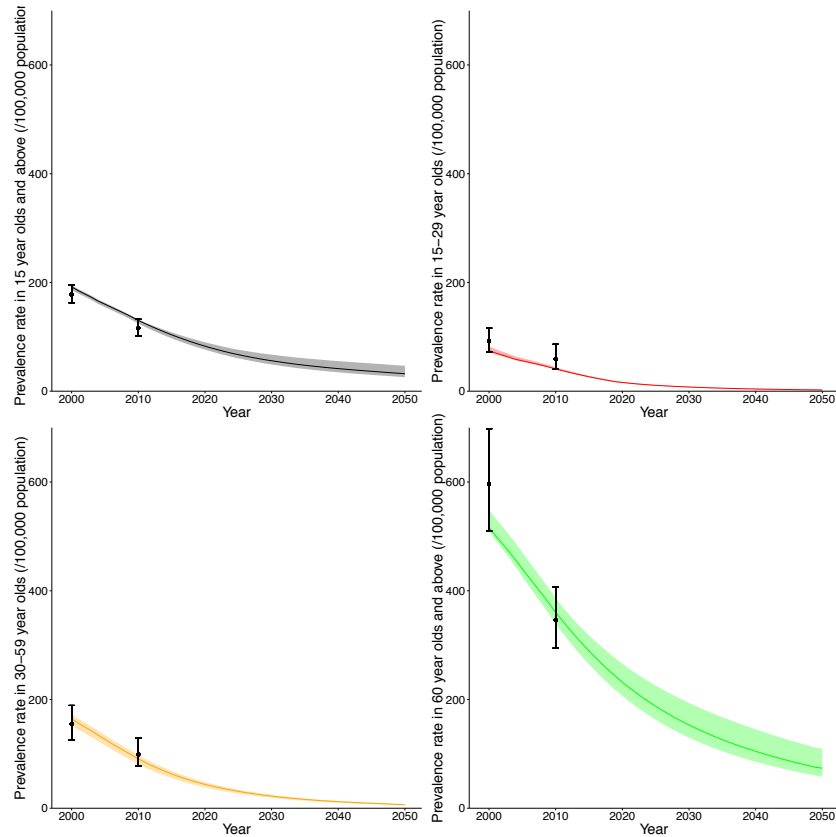 Prevalence rate in 15 year olds and above (/100,000 population)
600
400
200
0
2000 2010 2020 2030 2040 2050
Year
Prevalence rate in 15−29 year olds (/100,000 population)
600
400
200
0
2000 2010 2020 2030 2040 2050
Year
Prevalence rate in 30−59 year olds (/100,000 population)
600
400
200
0
2000 2010 2020 2030 2040 2050
Year
Prevalence rate in 60 year olds and above (/100,000 population)
600
400
200
0
2000 2010 2020 2030 2040 2050
Year